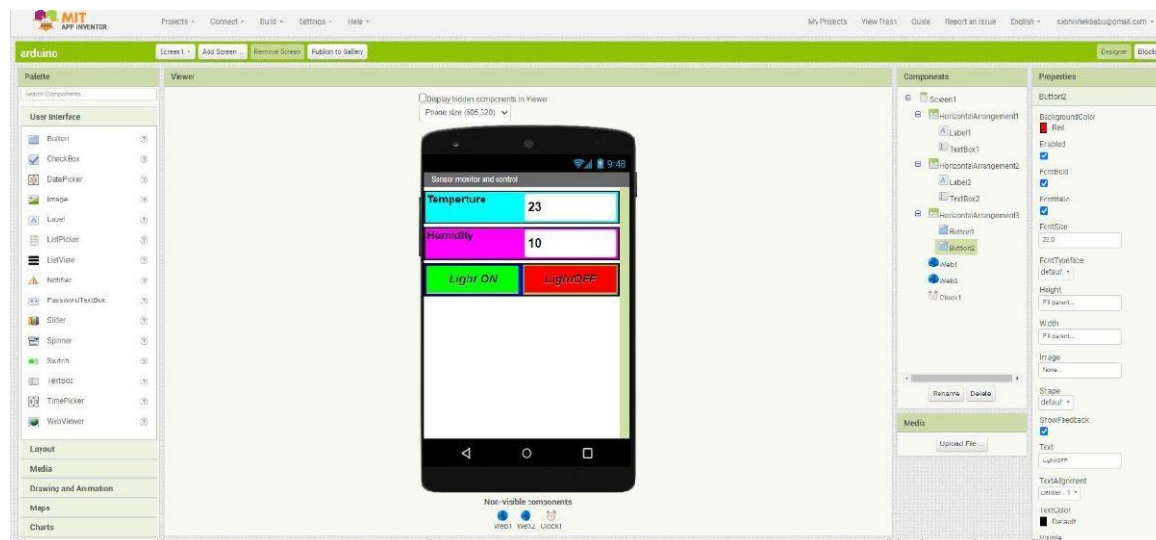 MIT
APP INVENTOR
Projects Connect Build Settings Help
My Projects View Trash Guide Report an Issue English
arduino
Screen1 Add Screen ... Remove Screen Publish to Gallery
Designer Blocks
Palette
Search Components...
User Interface
Button
CheckBox
DatePicker
Image
Label
ListPicker
ListView
Notifier
PasswordTextBox
Slider
Spinner
Switch
TextBox
TimePicker
WebViewer
Layout
Media
Drawing and Animation
Maps
Charts
Viewer
Display hidden components in Viewer
Phone size (505,320)
9:48
Sensor monitor and control
Temperture
23
Humidity
10
Light ON
LightOFF
Non-visible components
Web1 Web2 Clock1
Components
Screen1
HorizontalArrangement1
Label1
TextBox1
HorizontalArrangement2
Label2
TextBox2
HorizontalArrangement3
Button1
Button2
Web1
Web2
Clock1
Rename Delete
Media
Upload File ...
Properties
Button2
BackgroundColor
Red
Enabled
FontBold
FontItalic
FontSize
FontTypeface
default
Height
Fill parent...
Width
Fill parent...
Image
None...
Shape
default
ShowFeedback
Text
LightOFF
TextAlignment
center : 1
TextColor
Default
Visible